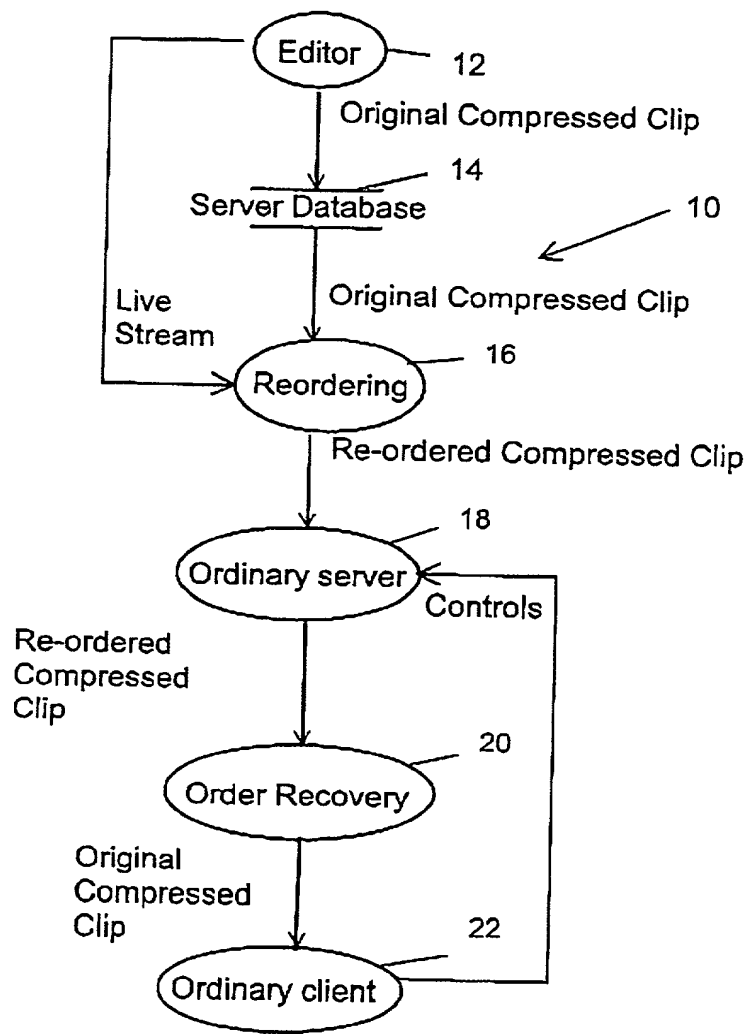 Editor
12
Original Compressed Clip
14
Server Database
10
Live
Stream
Original Compressed Clip
16
Reordering
Re-ordered Compressed Clip
18
Ordinary server
Controls
Re-ordered
Compressed
Clip
20
Order Recovery
Original
Compressed
Clip
22
Ordinary client